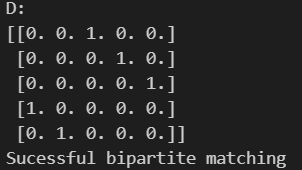 D:
[[0. 0. 1. 0. 0.]
 [0. 0. 0. 1. 0.]
 [0. 0. 0. 0. 1.]
 [1. 0. 0. 0. 0.]
 [0. 1. 0. 0. 0.]]
Sucessful bipartite matching